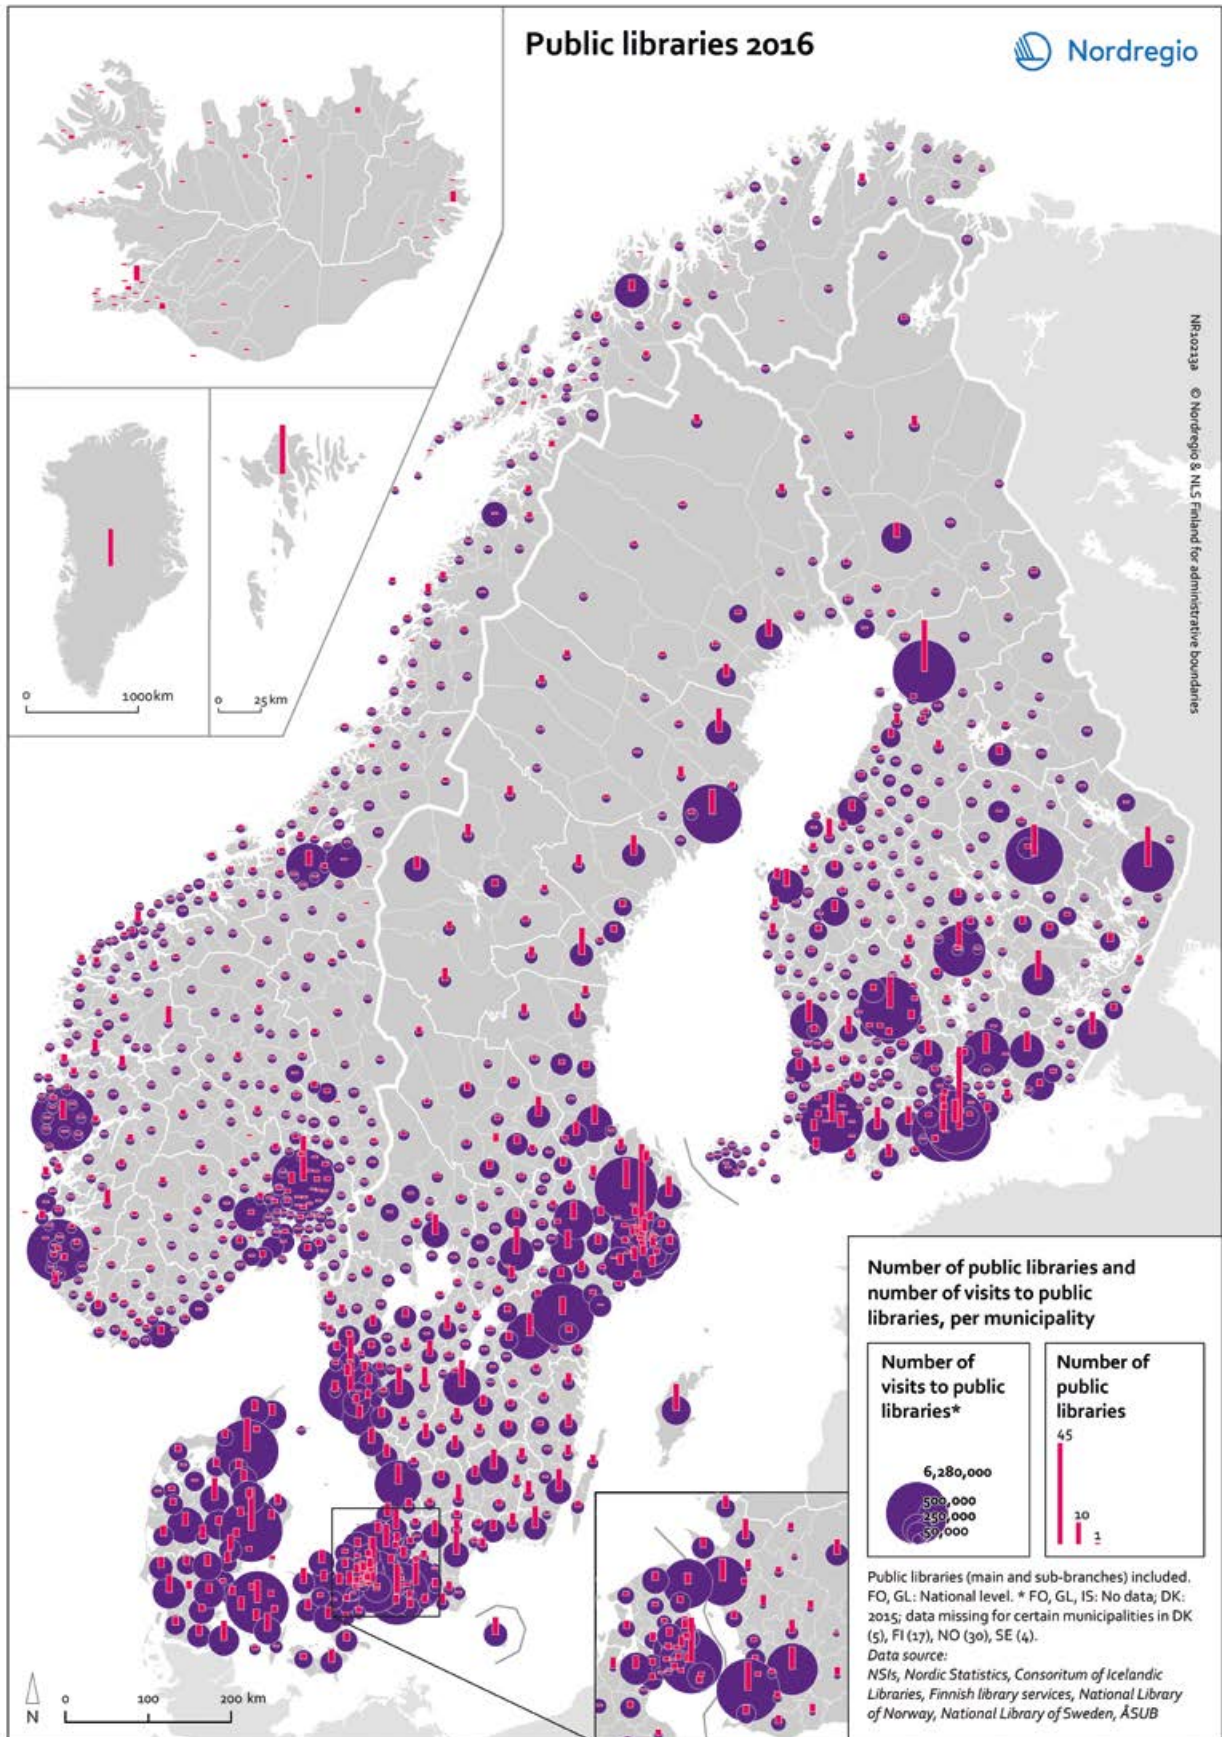 Public libraries 2016
Nordregio
NR10213a © Nordregio & NLS Finland for administrative boundaries
0 1000 km
0 25 km
Number of public libraries and
number of visits to public
libraries, per municipality
Number of
visits to public
libraries*
6,280,000
500,000
250,000
50,000
Number of
public
libraries
45
10
1
Public libraries (main and sub-branches) included.
FO, GL: National level. * FO, GL, IS: No data; DK:
2015; data missing for certain municipalities in DK
(5), FI (17), NO (30), SE (4).
Data source:
NSIs, Nordic Statistics, Consoritum of Icelandic
Libraries, Finnish library services, National Library
of Norway, National Library of Sweden, ÅSUB
N
0 100 200 km